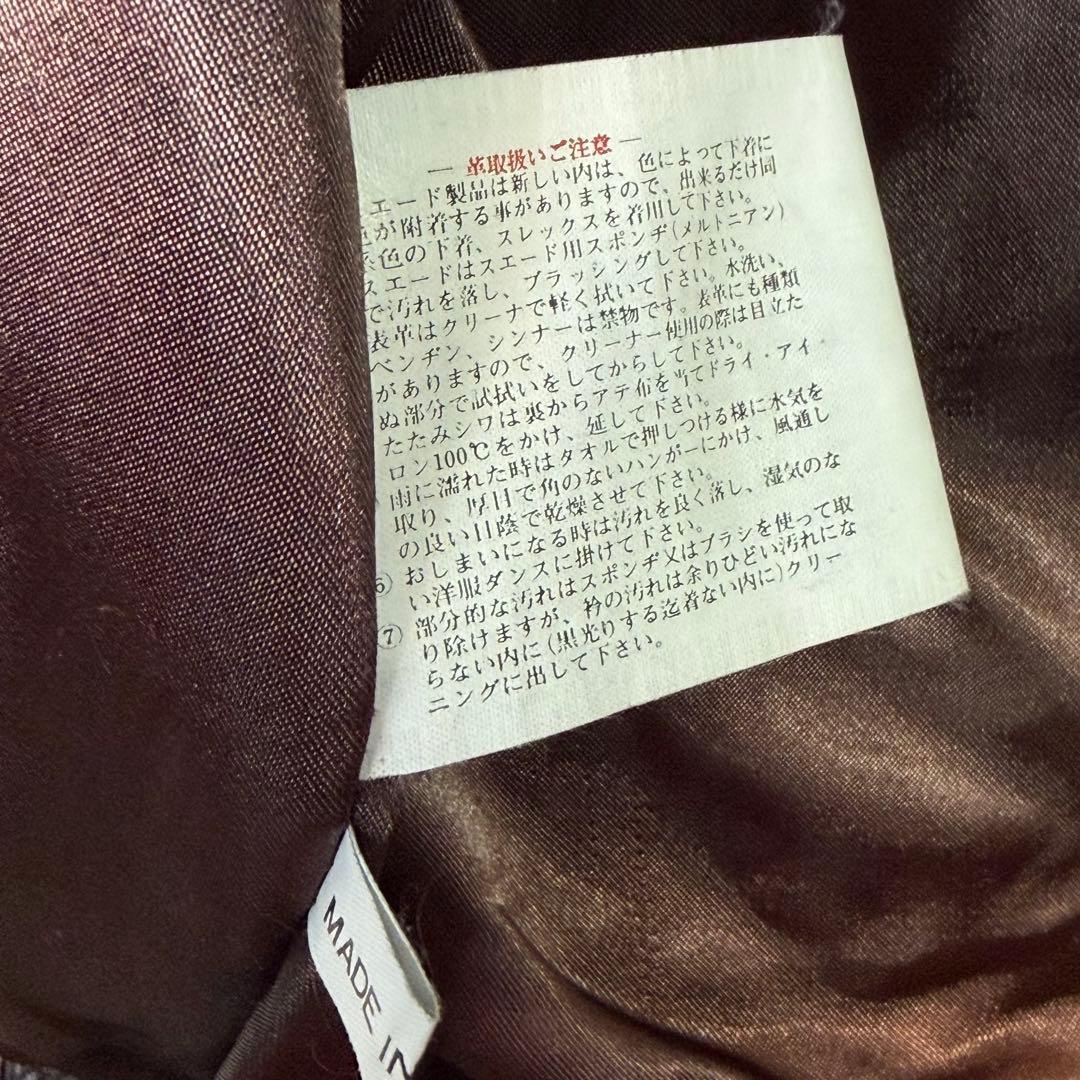 ― 革取扱いご注意 ―
エード製品は新しい内は、色によって下着に
が附着する事がありますので、出来るだけ同
色の下着、スレックスを着用して下さい。
スエードはスエード用スポンヂ(メルトニアン)
で汚れを落し、ブラッシングして下さい。
表革はクリーナで軽く拭いて下さい。水洗い、
ベンヂン、シンナーは禁物です。表革にも種類
がありますので、クリーナー使用の際は目立た
ぬ部分で試拭いをしてからして下さい。
たたみシワは裏からアテ布を当てドライ・アイ
ロン100℃をかけ、延して下さい。
雨に濡れた時はタオルで押しつける様に水気を
取り、厚目で角のないハンガーにかけ、風通し
の良い日陰で乾燥させて下さい。
⑥ おしまいになる時は汚れを良く落し、湿気のな
い洋服ダンスに掛けて下さい。
⑦ 部分的な汚れはスポンヂ又はブラシを使って取
り除けますが、衿の汚れは余りひどい汚れにな
らない内に(黒光りする迄着ない内に)クリー
ニングに出して下さい。
MADE IN